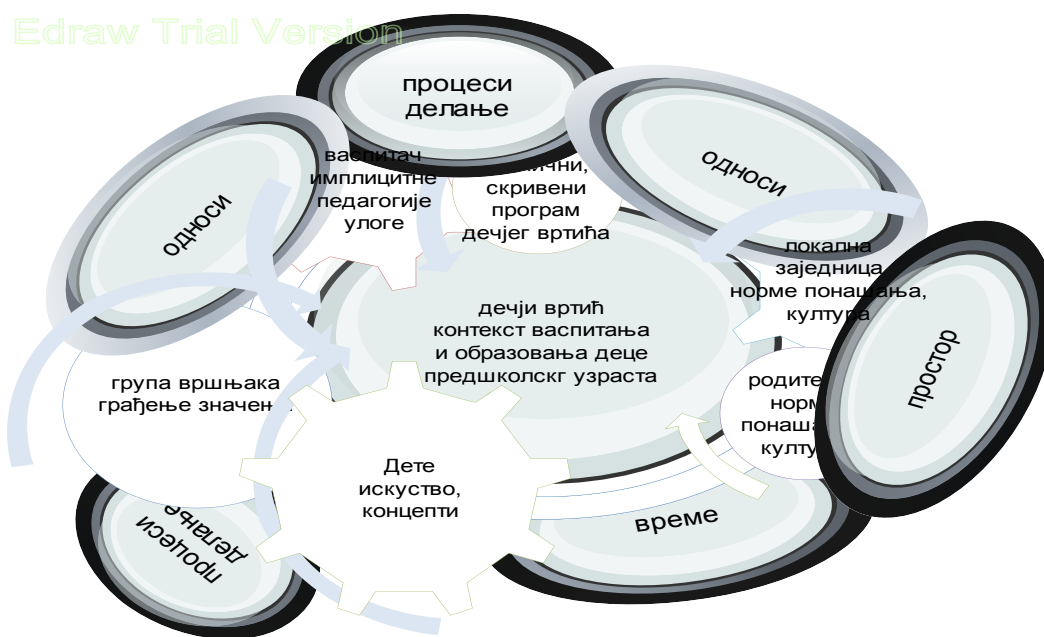 Edraw Trial Version
процеси
делање
односи
односи
васпитач
имплицитне
педагогије
улоге
скривени
програм
дечјег вртића
локална
заједница
норме понашања,
култура
простор
дечји вртић
контекст васпитања
и образовања деце
предшколскг узраста
група вршњака
грађење значења
Дете
искуство,
концепти
време
процеси
делање